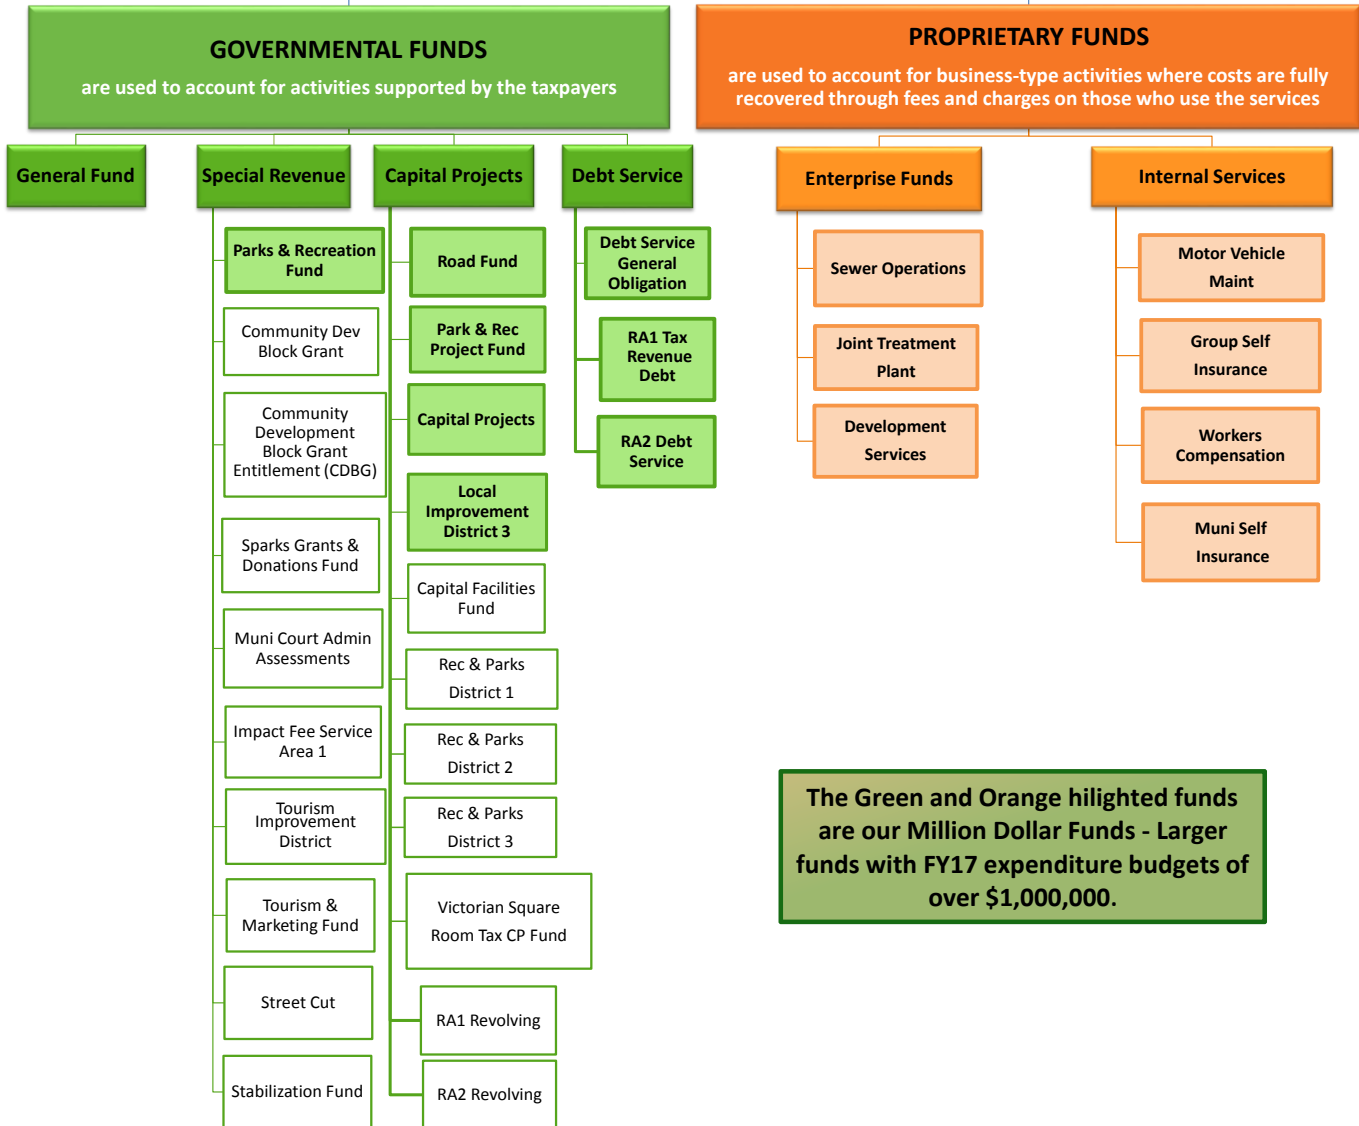 GOVERNMENTAL FUNDS
are used to account for activities supported by the taxpayers
PROPRIETARY FUNDS
are used to account for business-type activities where costs are fully
recovered through fees and charges on those who use the services
General Fund
Special Revenue
Parks & Recreation
Fund
Community Dev
Block Grant
Community
Development
Block Grant
Entitlement (CDBG)
Sparks Grants &
Donations Fund
Muni Court Admin
Assessments
Impact Fee Service
Area 1
Tourism
Improvement
District
Tourism &
Marketing Fund
Street Cut
Stabilization Fund
Capital Projects
Road Fund
Park & Rec
Project Fund
Capital Projects
Local
Improvement
District 3
Capital Facilities
Fund
Rec & Parks
District 1
Rec & Parks
District 2
Rec & Parks
District 3
Victorian Square
Room Tax CP Fund
RA1 Revolving
RA2 Revolving
Debt Service
Debt Service
General
Obligation
RA1 Tax
Revenue
Debt
RA2 Debt
Service
Enterprise Funds
Sewer Operations
Joint Treatment
Plant
Development
Services
Internal Services
Motor Vehicle
Maint
Group Self
Insurance
Workers
Compensation
Muni Self
Insurance
The Green and Orange hilighted funds
are our Million Dollar Funds - Larger
funds with FY17 expenditure budgets of
over $1,000,000.